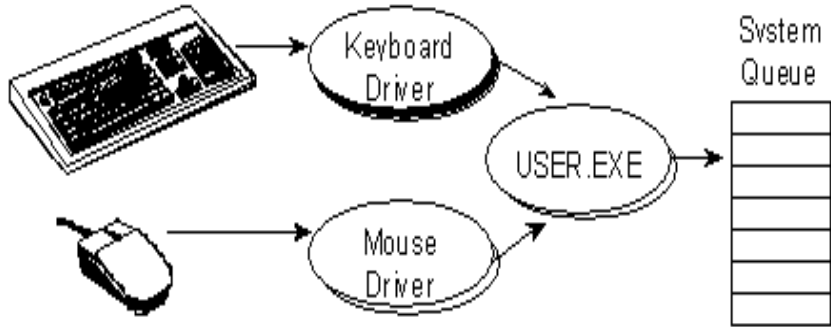 Keyboard
Driver
System
Queue
USER.EXE
Mouse
Driver